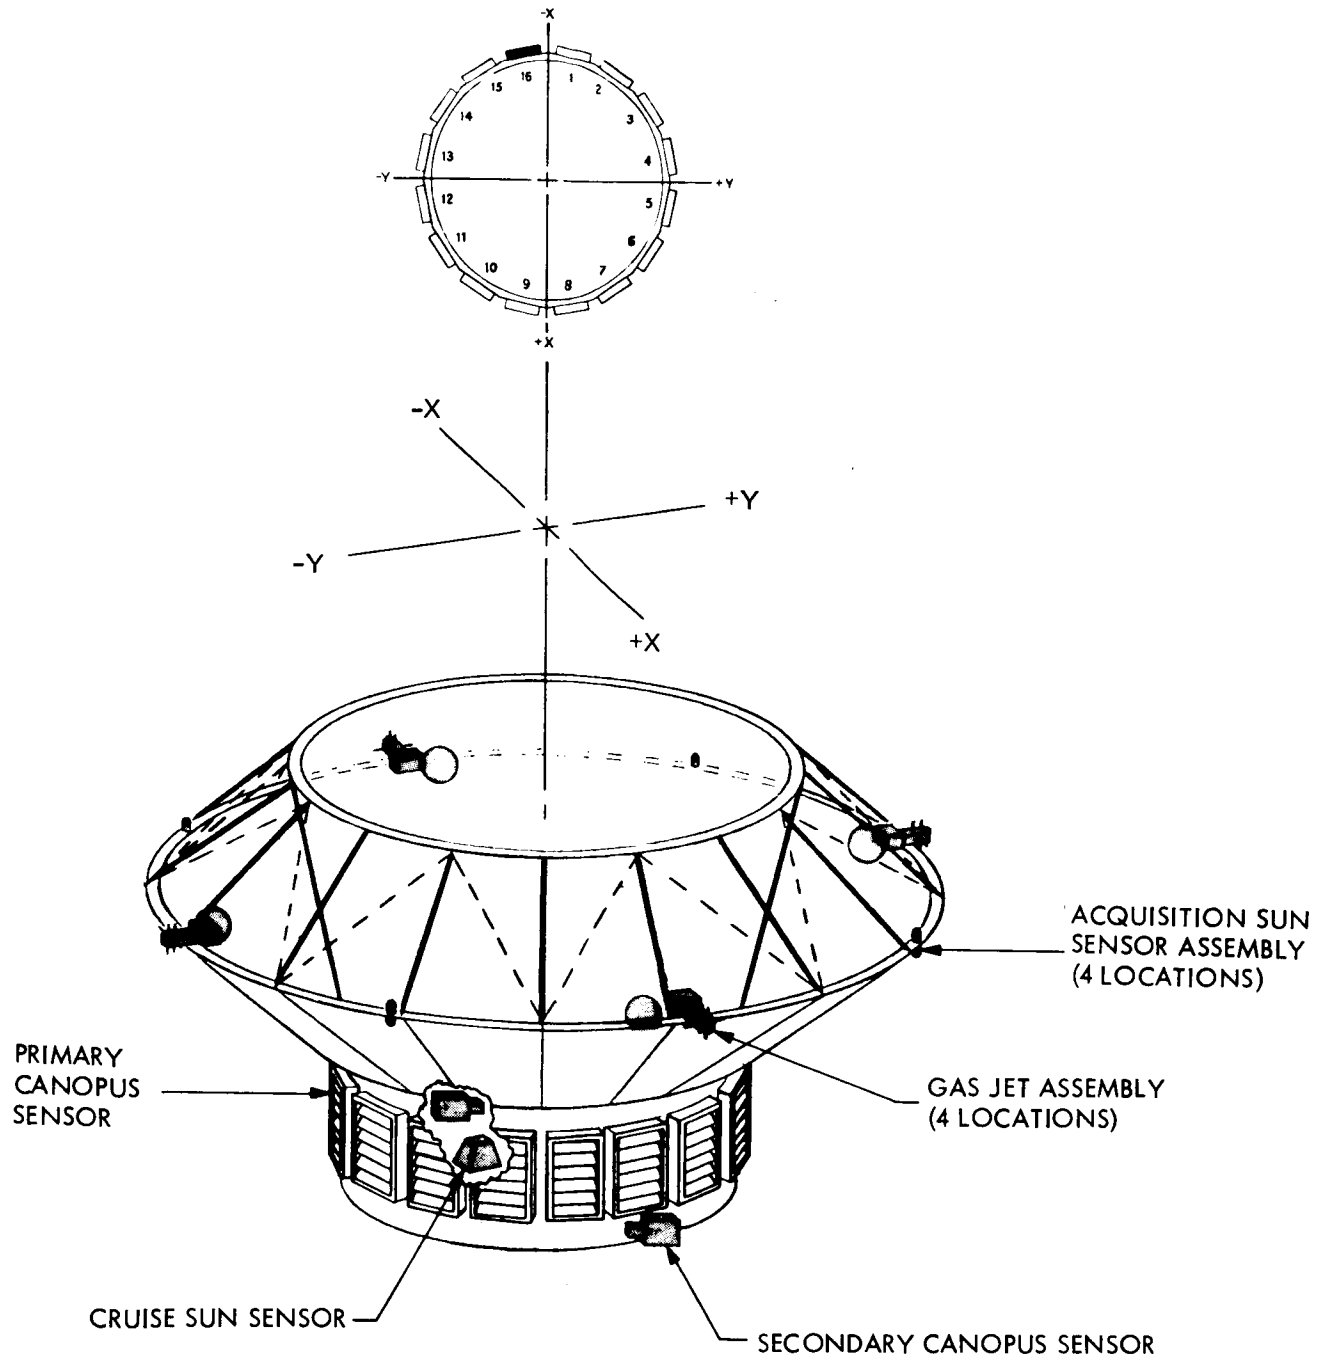 -X
16 1
15 2
14 3
13 4
-Y +Y
12 5
11 6
10 7
9 8
+X
-X
+Y
-Y
+X
ACQUISITION SUN
SENSOR ASSEMBLY
(4 LOCATIONS)
PRIMARY
CANOPUS
SENSOR
GAS JET ASSEMBLY
(4 LOCATIONS)
CRUISE SUN SENSOR
SECONDARY CANOPUS SENSOR